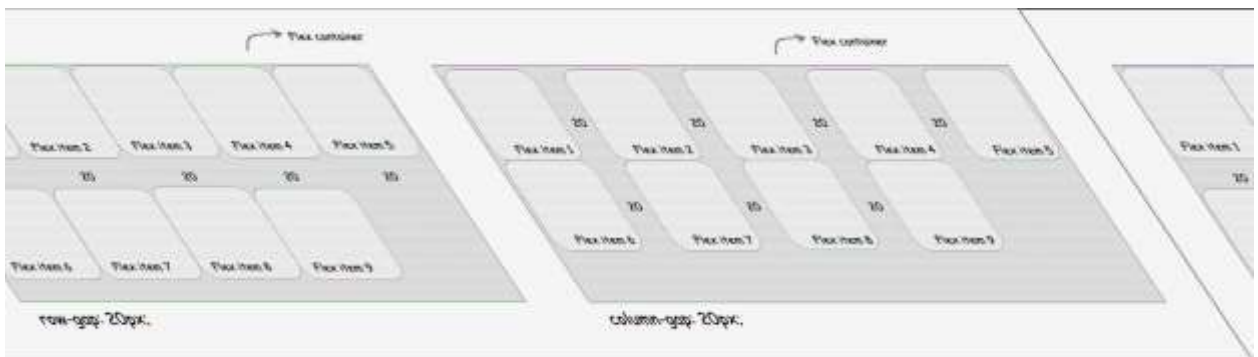 Flex container
Flex item 2
Flex item 3
Flex item 4
Flex item 5
20
20
20
20
Flex item 6
Flex item 7
Flex item 8
Flex item 9
row-gap: 20px;
Flex container
20
20
20
20
Flex item 1
Flex item 2
Flex item 3
Flex item 4
Flex item 5
20
20
20
Flex item 6
Flex item 7
Flex item 8
Flex item 9
column-gap: 20px;
Flex item 1
20